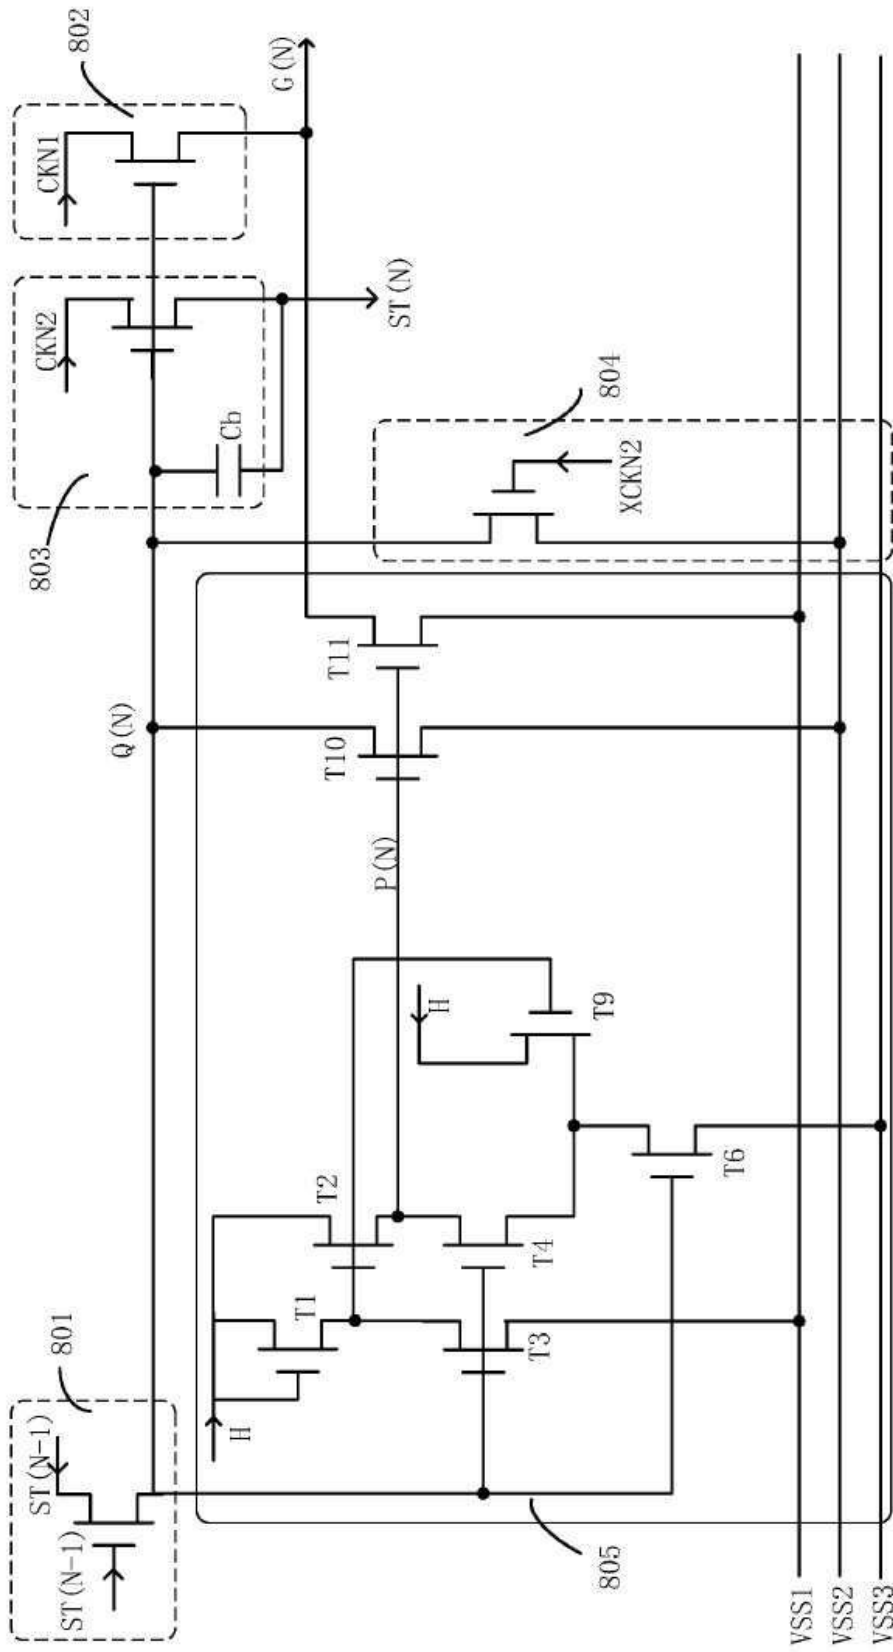 ST(N-1)
801
803
CKN2
CKN1
802
ST(N-1)
Q(N)
Cb
G(N)
H
T1
T2
T10
T11
P(N)
ST(N)
H
T3
T4
T9
805
804
XCKN2
T6
VSS1
VSS2
VSS3